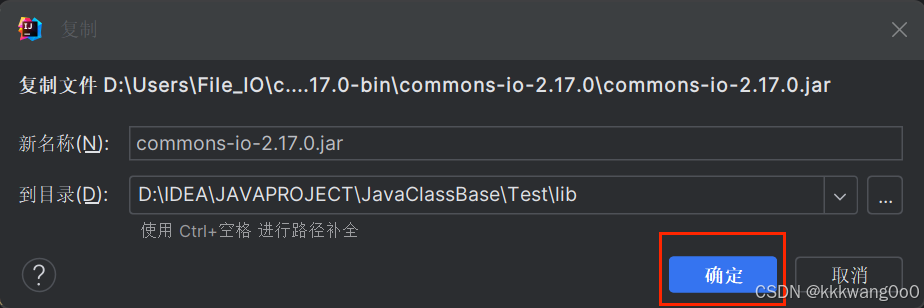 复制
复制文件 D:\Users\File_IO\c....17.0-bin\commons-io-2.17.0\commons-io-2.17.0.jar
新名称(N): commons-io-2.17.0.jar
到目录(D): D:\IDEA\JAVAPROJECT\JavaClassBase\Test\lib ...
使用 Ctrl+空格 进行路径补全
? 确定 取消
CSDN @kkkwang0o0